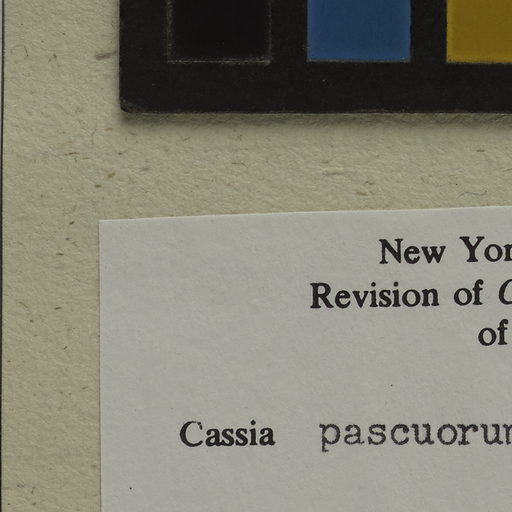 New Yor
Revision of C
of
Cassia pascuorum